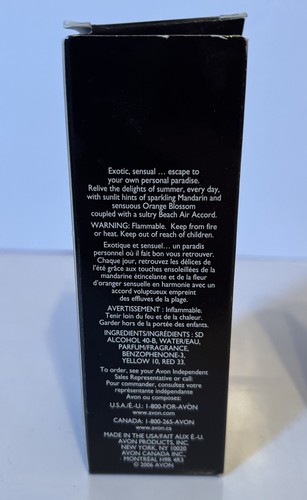 Exotic, sensual ... escape to
your own personal paradise.
Relive the delights of summer, every day,
with sunlit hints of sparkling Mandarin and
sensuous Orange Blossom
coupled with a sultry Beach Air Accord.
WARNING: Flammable. Keep from fire
or heat. Keep out of reach of children.
Exotique et sensuel... un paradis
personnel où il fait bon vous retrouver.
Chaque jour, retrouvez les délices de
l'été grâce aux touches ensoleillées de la
mandarine étincelante et de la fleur
d'oranger sensuelle en harmonie avec un
accord voluptueux empreint
des effluves de la plage.
AVERTISSEMENT : Inflammable.
Tenir loin du feu et de la chaleur.
Garder hors de la portée des enfants.
INGREDIENTS/INGRÉDIENTS : SD
ALCOHOL 40-B, WATER/EAU,
PARFUM/FRAGRANCE,
BENZOPHENONE-3,
YELLOW 10, RED 33.
To order, see your Avon Independent
Sales Representative or call:
Pour commander, consultez votre
représentante indépendante
Avon ou composez:
U.S.A./É.-U.: 1-800-FOR-AVON
www.avon.com
CANADA: 1-800-265-AVON
www.avon.ca
MADE IN THE USA/FAIT AUX É.-U.
AVON PRODUCTS, INC.
NEW YORK, NY 10020
AVON CANADA INC.
MONTRÉAL H9R 4R3
© 2006 AVON